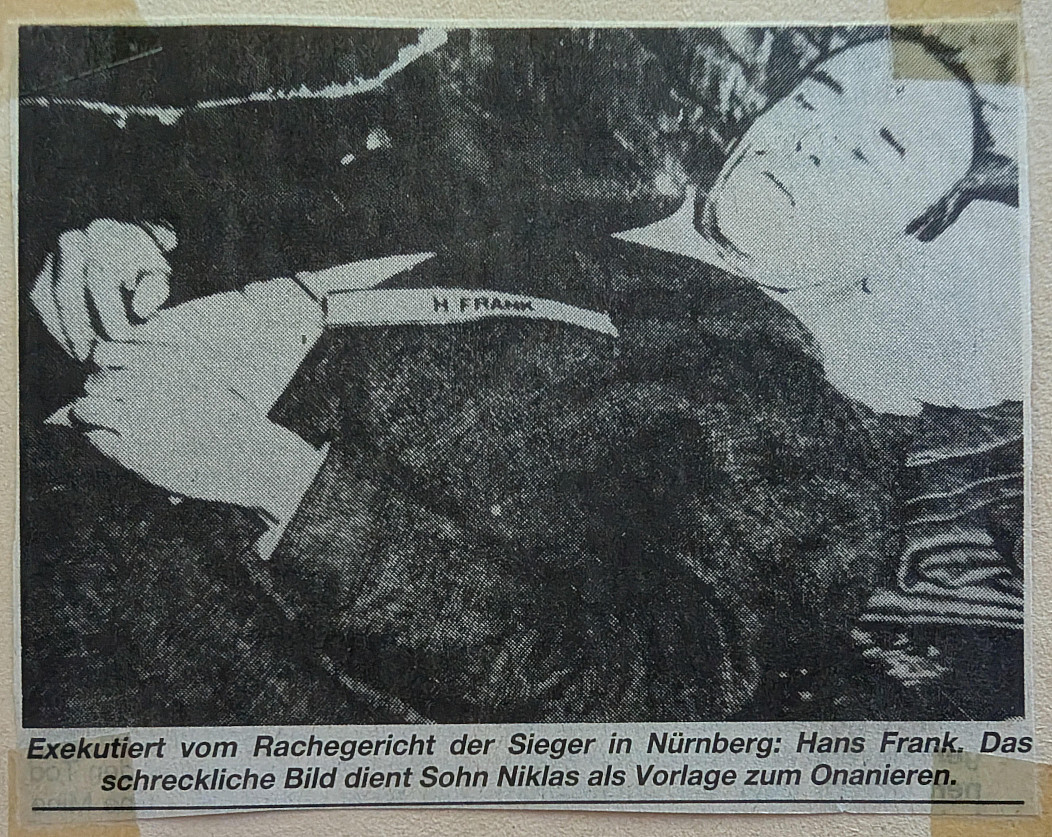 H. FRANK
Exekutiert vom Rachegericht der Sieger in Nürnberg: Hans Frank. Das
schreckliche Bild dient Sohn Niklas als Vorlage zum Onanieren.